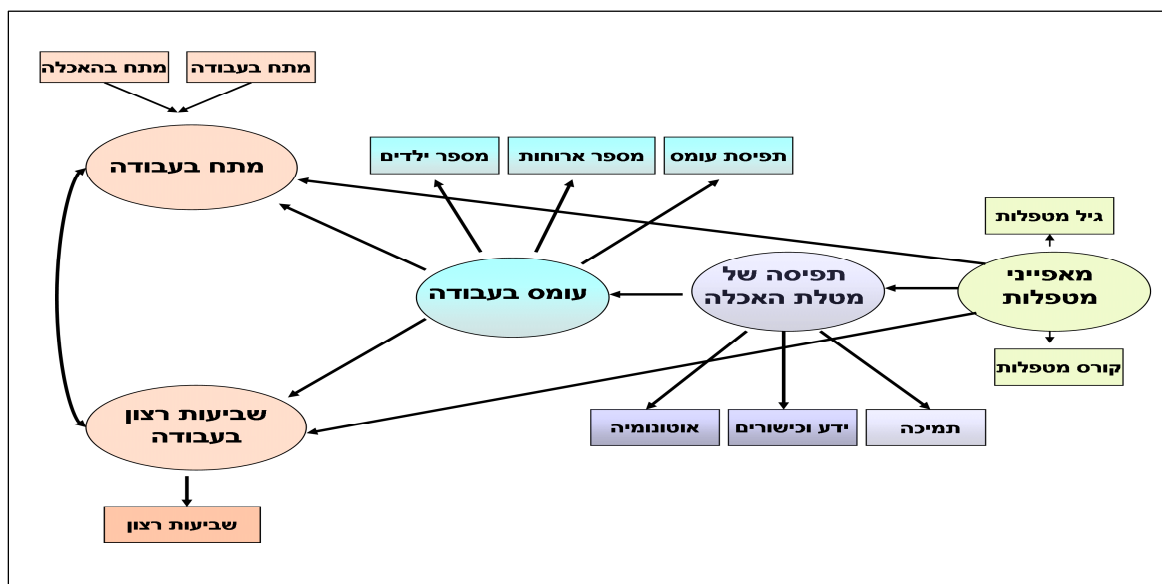 מתח בעבודה
מתח בהאכלה
מתח בעבודה
תפיסת עומס
מספר ארוחות
מספר ילדים
גיל מטפלות
מאפייני
מטפלות
תפיסה של
מטלת האכלה
עומס בעבודה
קורס מטפלות
תמיכה
ידע וכישורים
אוטונומיה
שביעות רצון
בעבודה
שביעות רצון